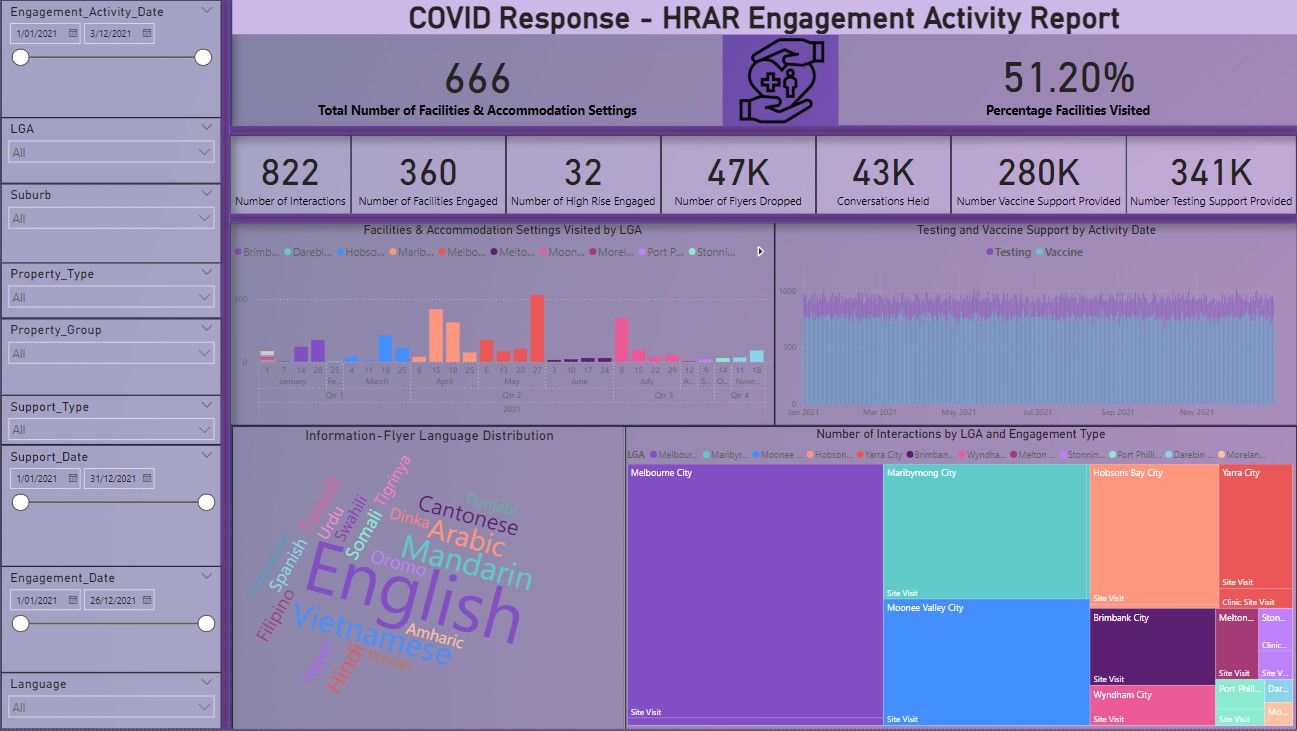 COVID Response - HRAR Engagement Activity Report
Engagement_Activity_Date
1/01/2021 3/12/2021
LGA
All
Suburb
All
Property_Type
All
Property_Group
All
Support_Type
All
Support_Date
1/01/2021 31/12/2021
Engagement_Date
1/01/2021 26/12/2021
Language
All
666
Total Number of Facilities & Accommodation Settings
51.20%
Percentage Facilities Visited
822
Number of Interactions
360
Number of Facilities Engaged
32
Number of High Rise Engaged
47K
Number of Flyers Dropped
43K
Conversations Held
280K
Number Vaccine Support Provided
341K
Number Testing Support Provided
Facilities & Accommodation Settings Visited by LGA
Brimb... Darebi... Hobso... Marib... Melbo... Melto... Moon... Morel... Port P... Stonni...
100
0
1 7 14 28 25 4 11 18 25 8 15 18 25 6 13 20 27 3 10 17 24 8 15 22 29 12 9 14 11 18
January Fe... March April May June July A... S... O... Nove...
Qtr 1 Qtr 2 Qtr 3 Qtr 4
2021
Testing and Vaccine Support by Activity Date
Testing Vaccine
1000
500
0
Jan 2021 Mar 2021 May 2021 Jul 2021 Sep 2021 Nov 2021
Information-Flyer Language Distribution
Tigrinya
Turkish
Urdu
Swahili
Somali
Punjabi
Cantonese
Dinka
Arabic
Mandarin
Oromo
Spanish
English
Filipino
Vietnamese
Amharic
Persian
Hindi
Number of Interactions by LGA and Engagement Type
LGA Melbour... Maribyr... Moonee ... Hobson... Yarra City Brimban... Wyndha... Melton ... Stonnin... Port Philli... Darebin ... Morelan...
Melbourne City
Site Visit
Maribyrnong City
Site Visit
Moonee Valley City
Site Visit
Hobsons Bay City
Site Visit
Yarra City
Site Visit
Clinic Site Visit
Brimbank City
Site Visit
Wyndham City
Site Visit
Melton...
Site Visit
Ston...
Clinic...
Site V...
Port Phill...
Site Visit
Dar...
Mo...